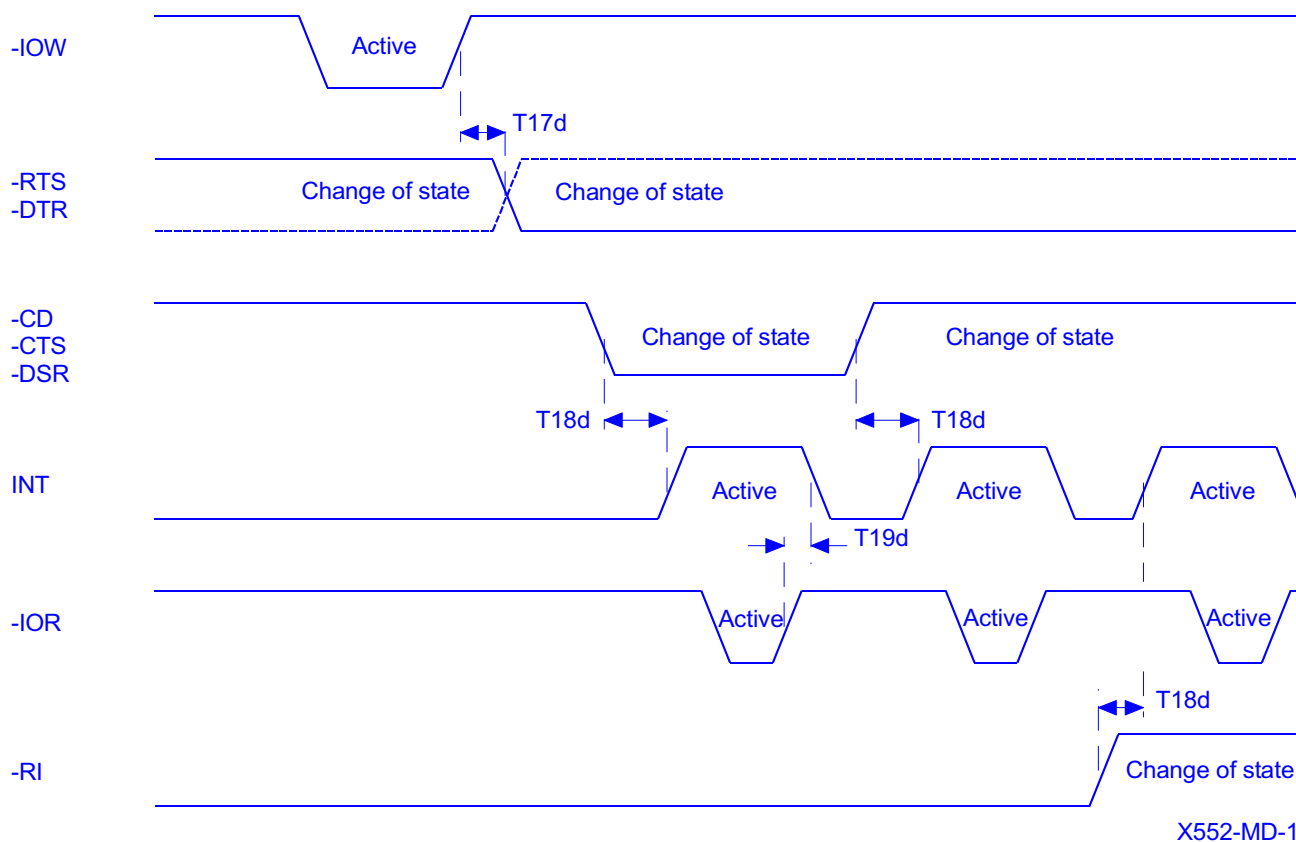 -IOW
Active
T17d
-RTS
-DTR
Change of state
Change of state
-CD
-CTS
-DSR
Change of state
Change of state
T18d
T18d
INT
Active
Active
Active
T19d
-IOR
Active
Active
Active
T18d
-RI
Change of state
X552-MD-1